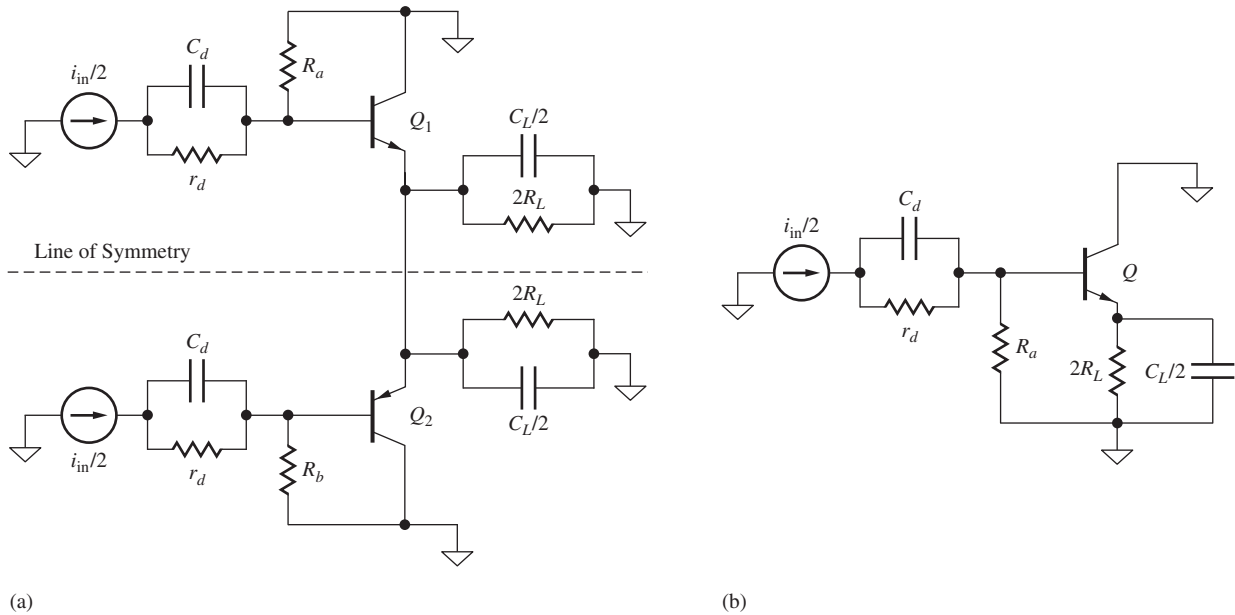 C_d
R_a
i_in/2
Q_1
r_d
C_L/2
2R_L
Line of Symmetry
2R_L
C_d
C_L/2
Q_2
i_in/2
r_d
R_b
(a)
C_d
i_in/2
Q
r_d
R_a
2R_L
C_L/2
(b)